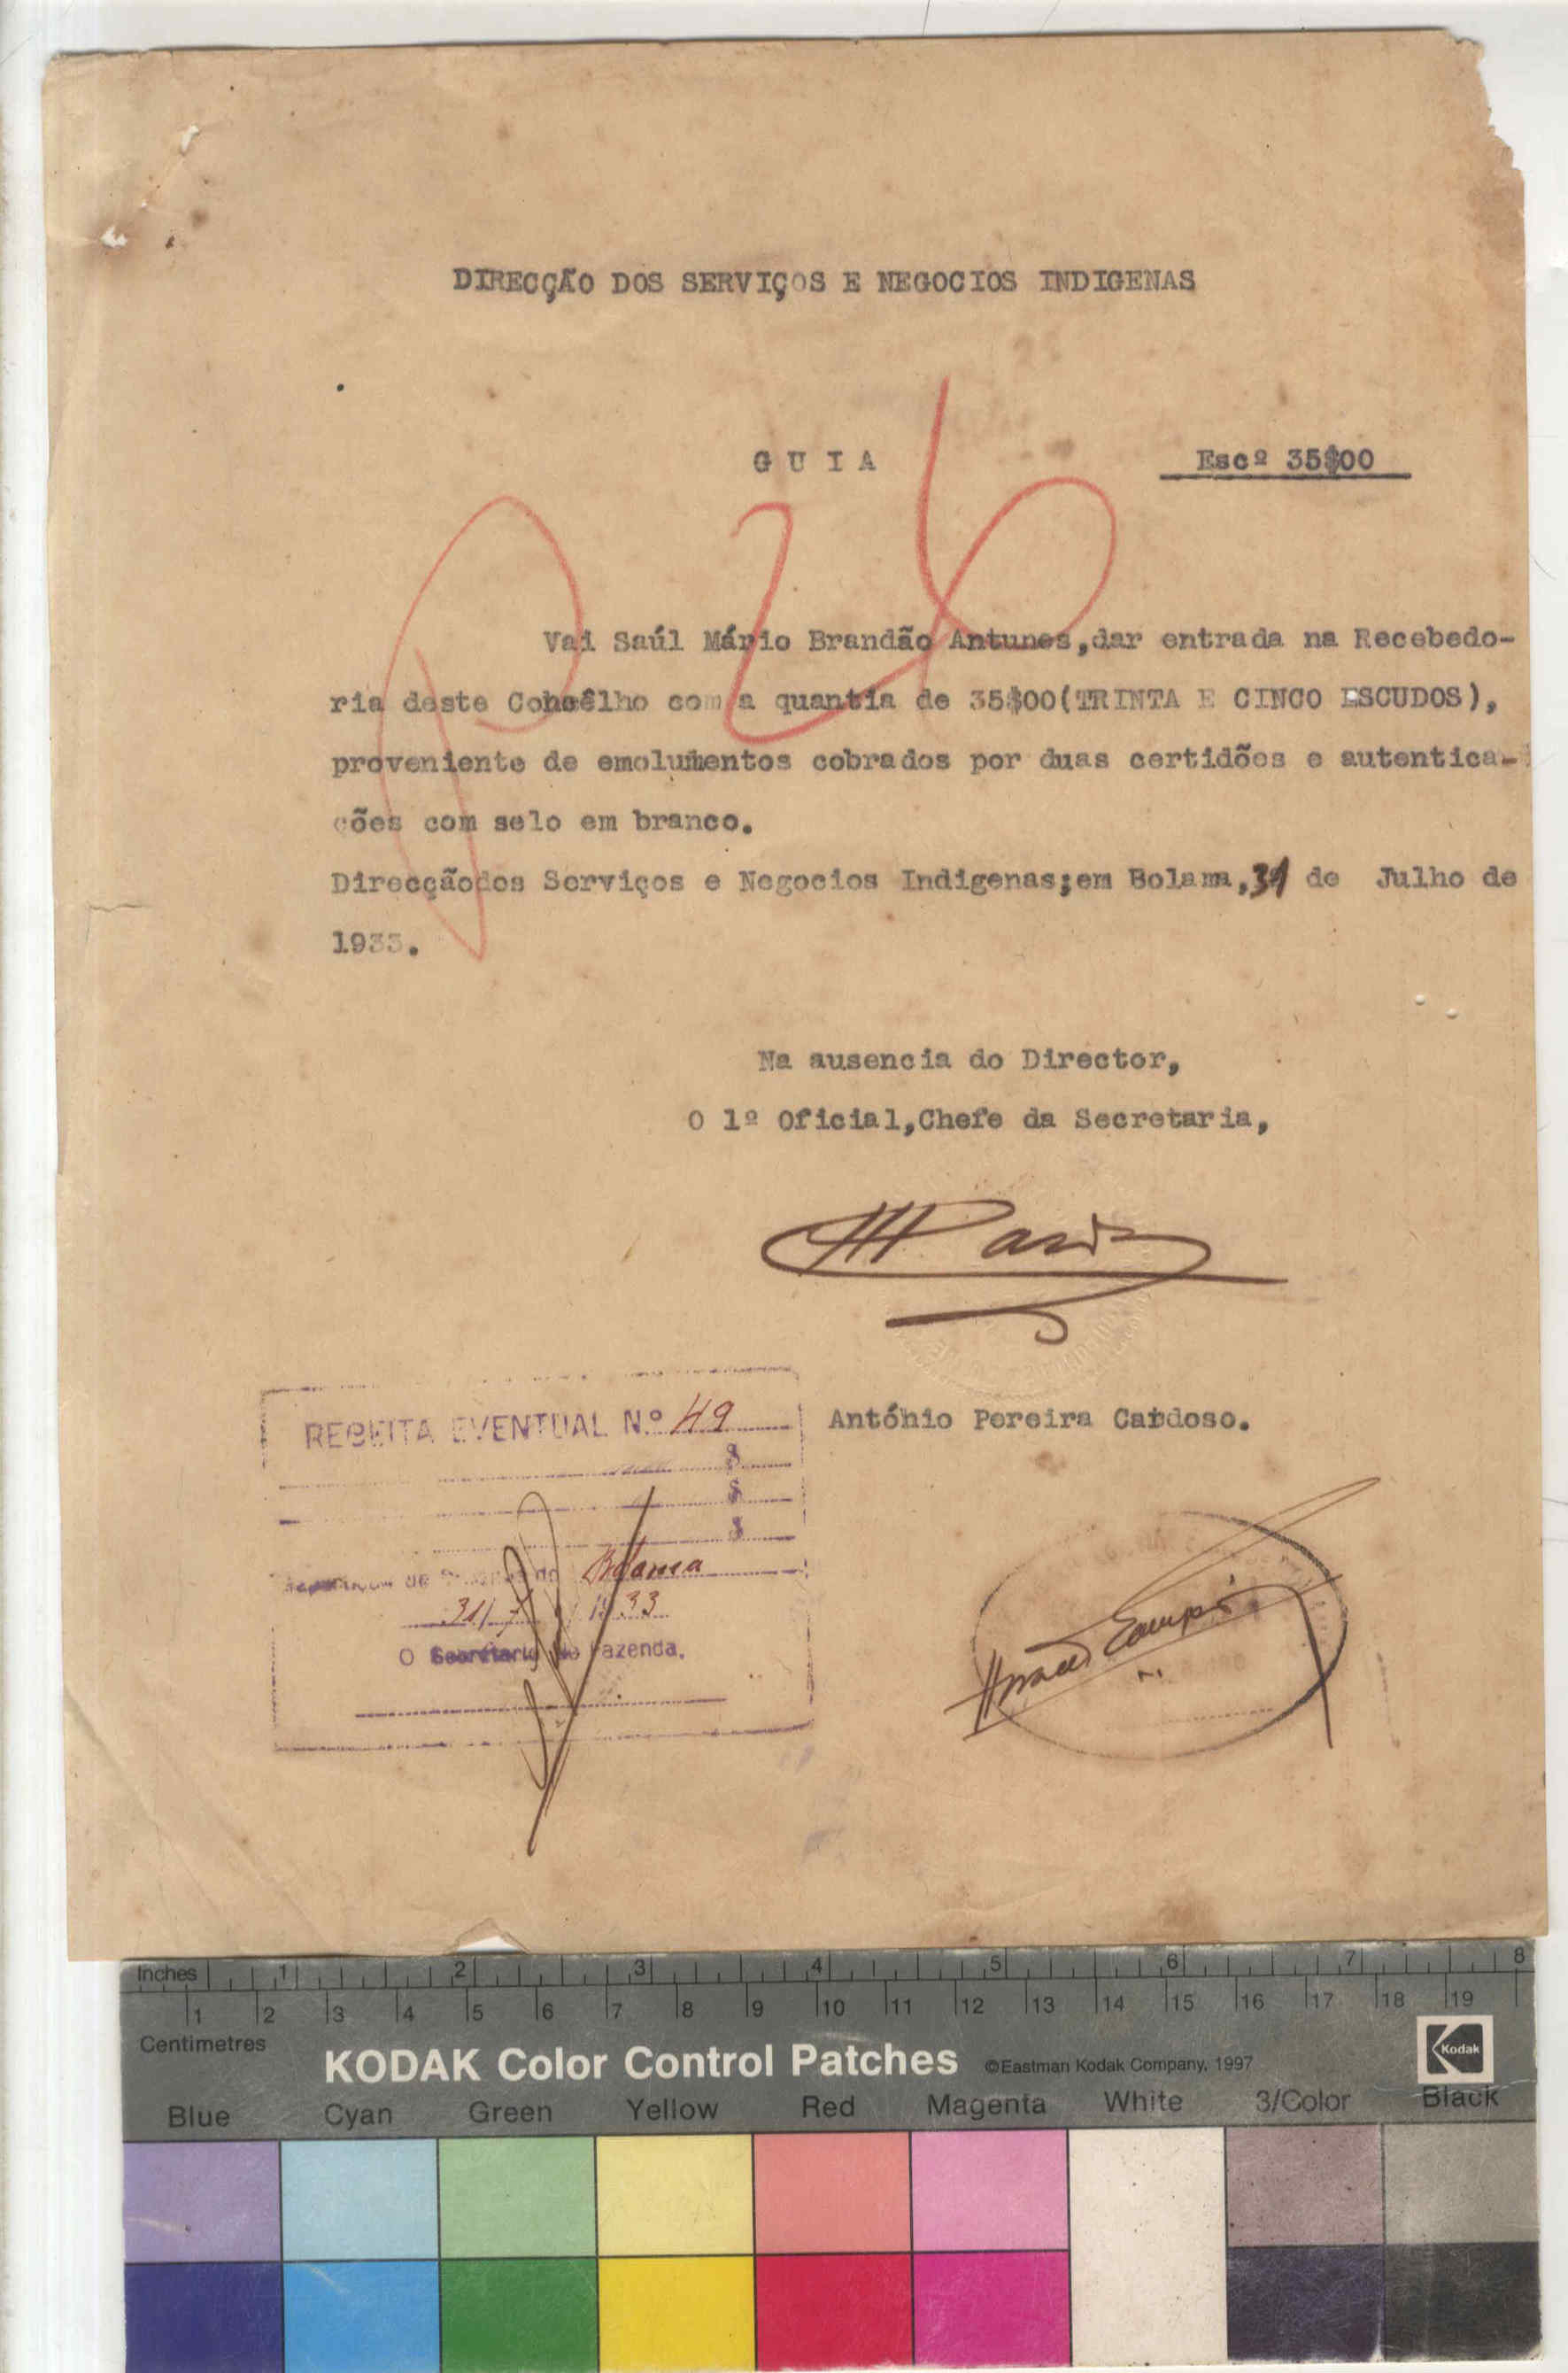 DIRECÇÃO DOS SERVIÇOS E NEGOCIOS INDIGENAS
G U I A
Escº 35$00
Vai Saúl Mário Brandão Antunes,dar entrada na Recebedo-
ria deste Conselho com a quantia de 35$00(TRINTA E CINCO ESCUDOS),
proveniente de emolumentos cobrados por duas certidões e autentica-
ções com selo em branco.
Direcçãodos Serviços e Negocios Indigenas;em Bolama,31 de Julho de
1933.
Na ausencia do Director,
O 1º Oficial,Chefe da Secretaria,
António Pereira Cardoso.
RECEITA EVENTUAL N.º 49
$
$
$
de Bolama
31/7/1933
O Secretario de Fazenda,
Inches 1 2 3 4 5 6 7 8
1 2 3 4 5 6 7 8 9 10 11 12 13 14 15 16 17 18 19
Centimetres
KODAK Color Control Patches ©Eastman Kodak Company, 1997
Kodak
Blue Cyan Green Yellow Red Magenta White 3/Color Black